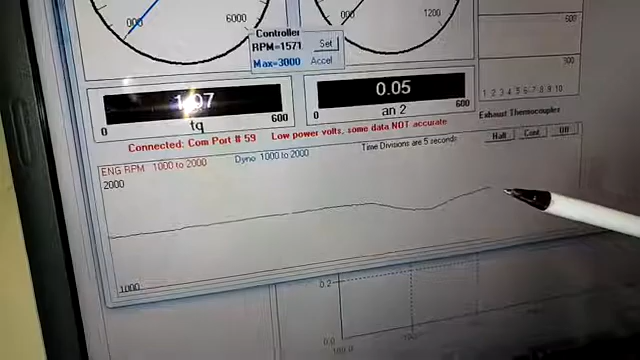 000
6000
000
1200
Controller
RPM=1571
Set
Max=3000
Accel
600
300
1 2 3 4 5 6 7 8 9 10
Exhaust Thermocouples
0
600
tq
0.05
0
600
an 2
Connected: Com Port # 59
Low power volts, some data NOT accurate
Halt
Cont
Off
ENG RPM 1000 to 2000
Dyno 1000 to 2000
Time Divisions are 5 seconds
2000
1000
0.2
0.0